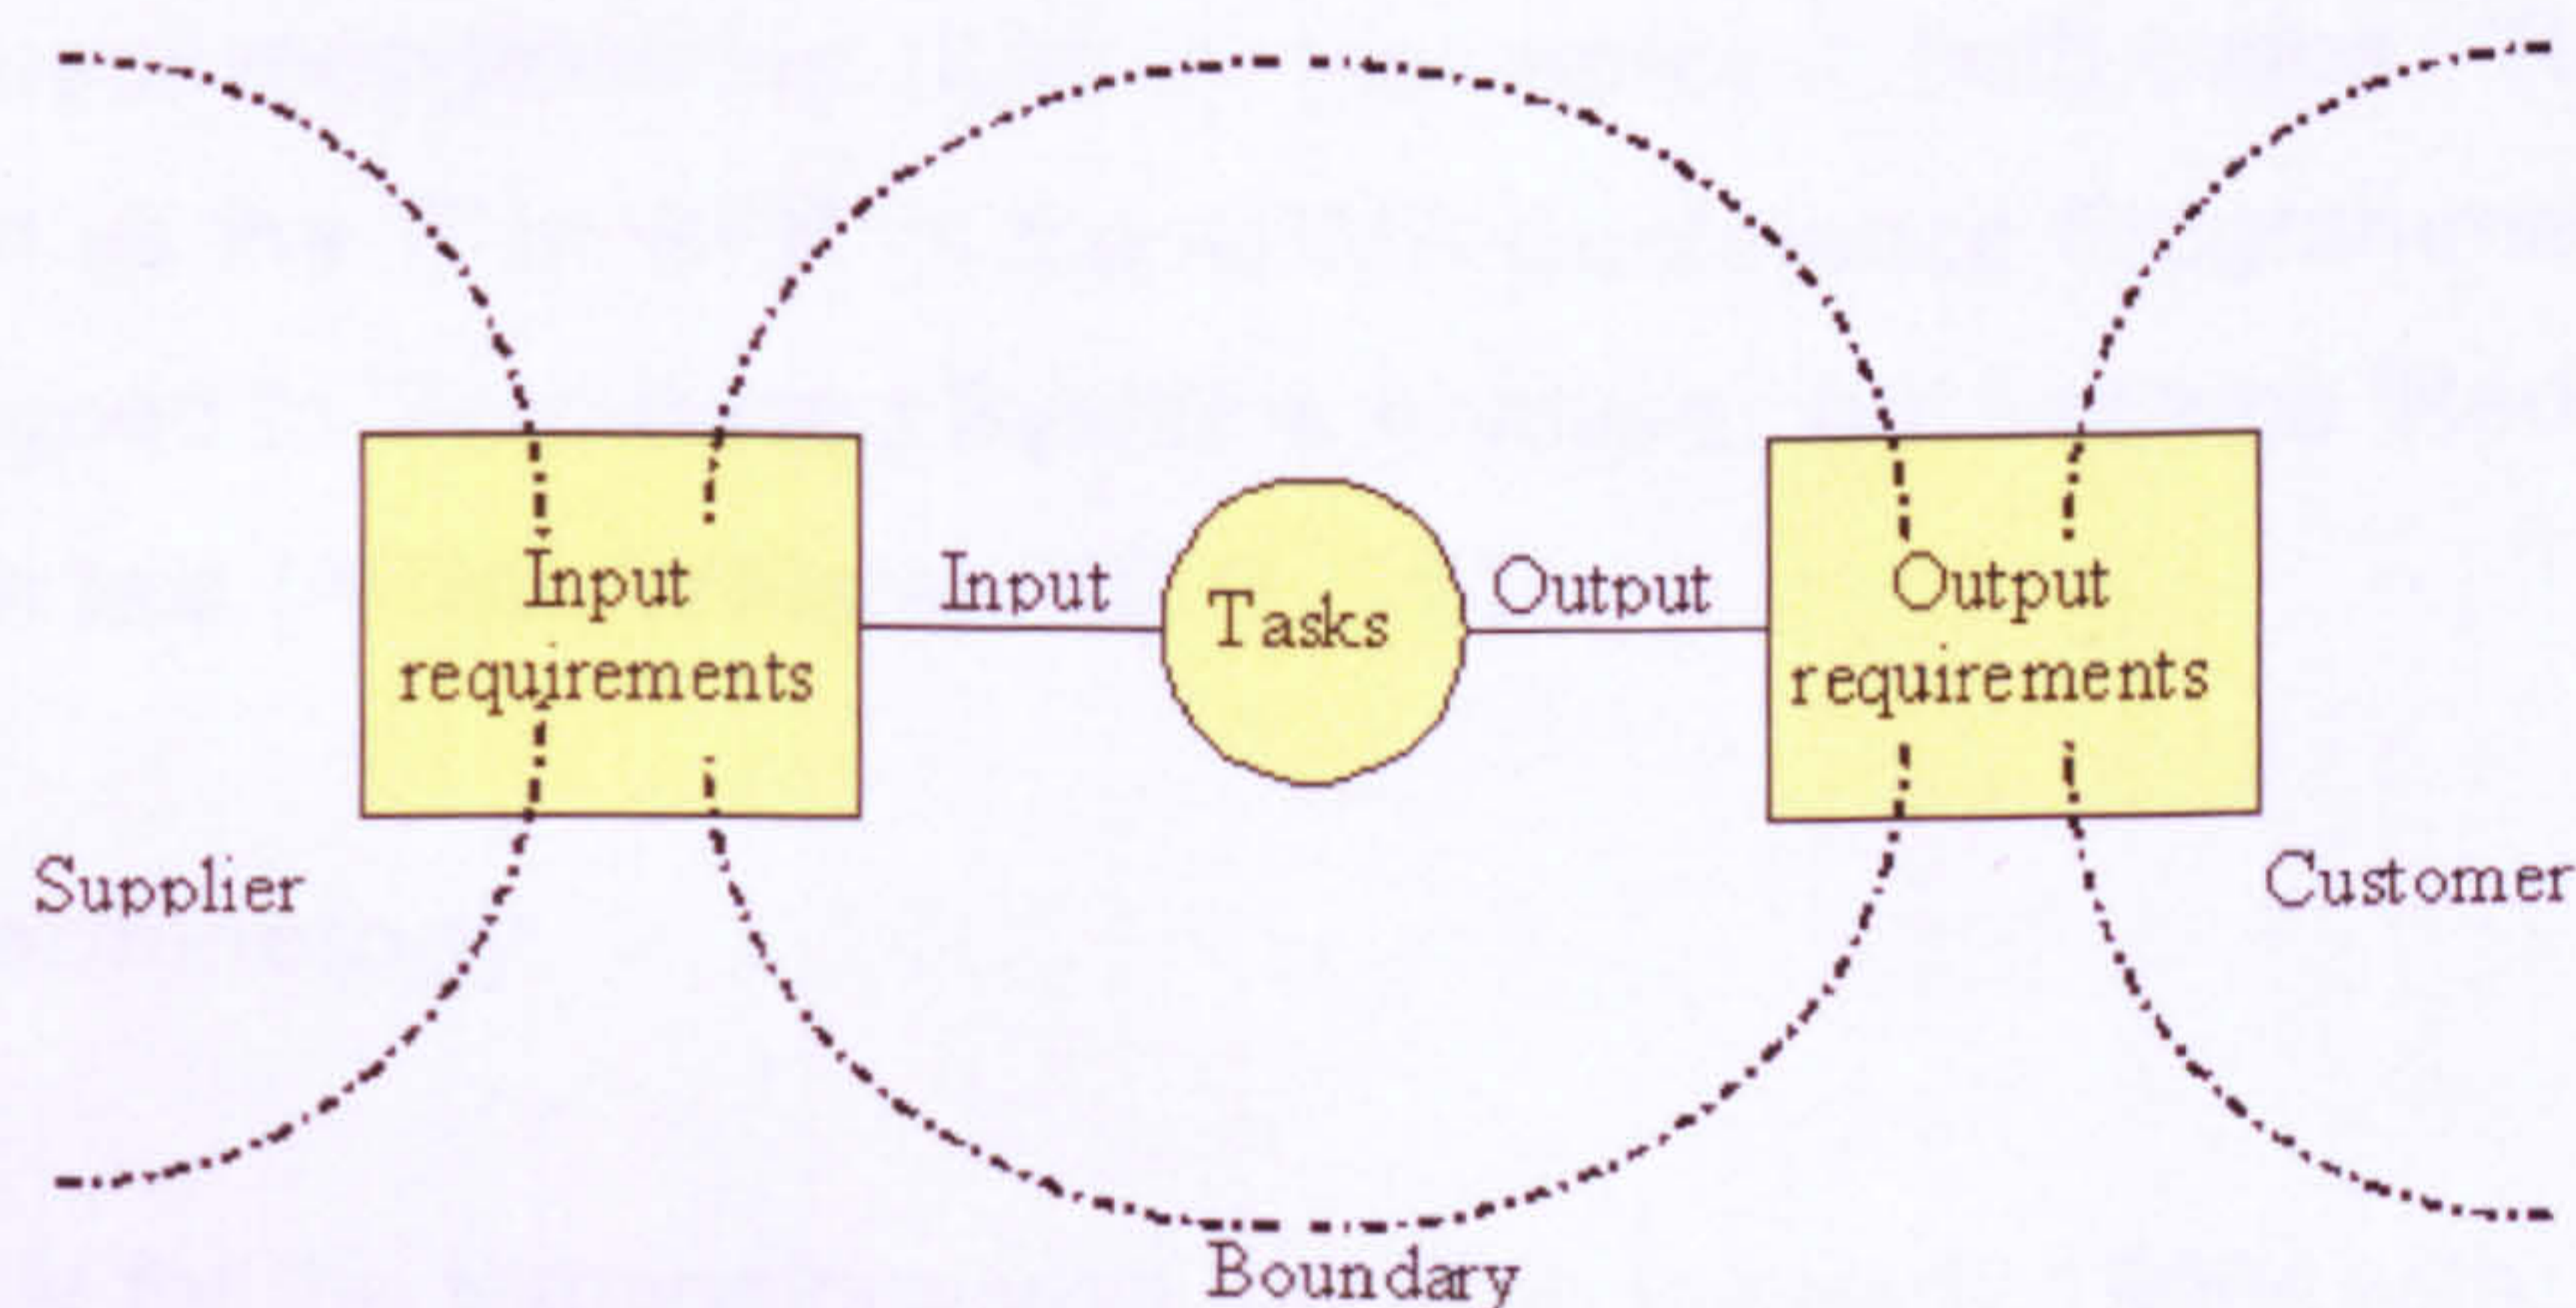 Input
requirements
Input
Tasks
Output
Output
requirements
Supplier
Customer
Boundary